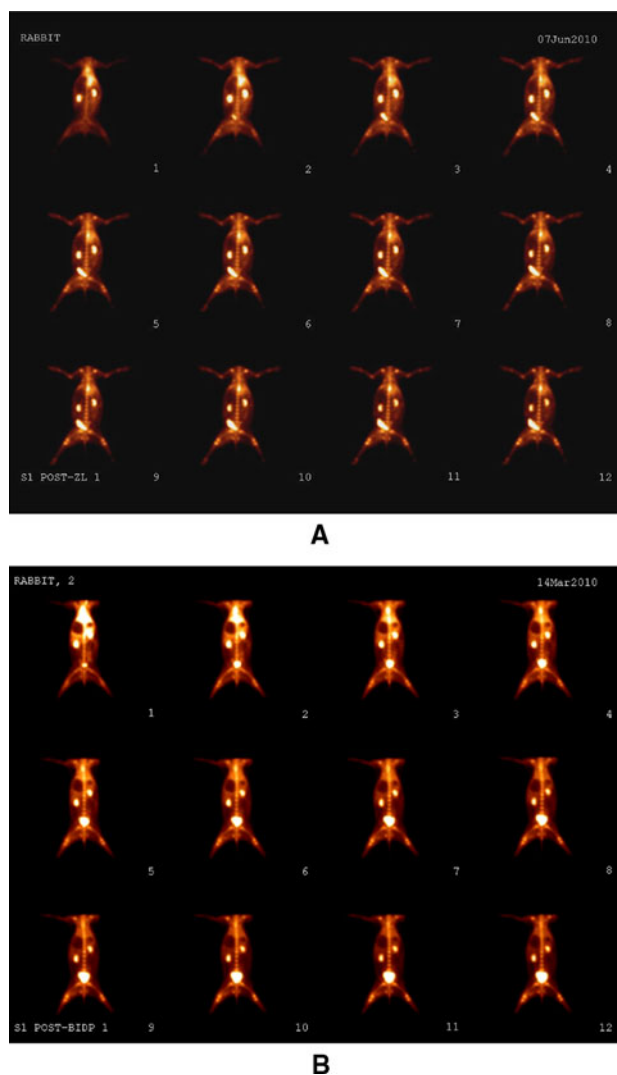 RABBIT 07Jun2010
1 2 3 4
5 6 7 8
S1 POST-ZL 1 9 10 11 12
A
RABBIT, 2 14Mar2010
1 2 3 4
5 6 7 8
S1 POST-BIDP 1 9 10 11 12
B